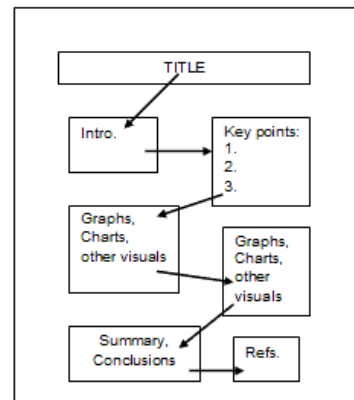 TITLE
Intro.
Key points:
1.
2.
3.
Graphs,
Charts,
other visuals
Graphs,
Charts,
other
visuals
Summary,
Conclusions
Refs.